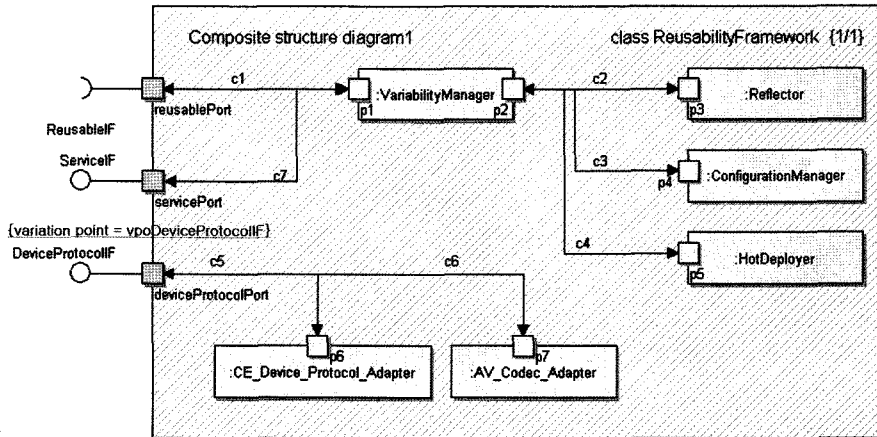 Composite structure diagram1
class ReusabilityFramework {1/1}
c1
c2
:VariabilityManager
:Reflector
reusablePort
p1
p2
p3
ReusableIF
c3
ServiceIF
c7
p4
:ConfigurationManager
servicePort
{variation point = vpoDeviceProtocolIF}
c4
DeviceProtocolIF
c5
c6
:HotDeployer
p5
deviceProtocolPort
p6
p7
:CE_Device_Protocol_Adapter
:AV_Codec_Adapter